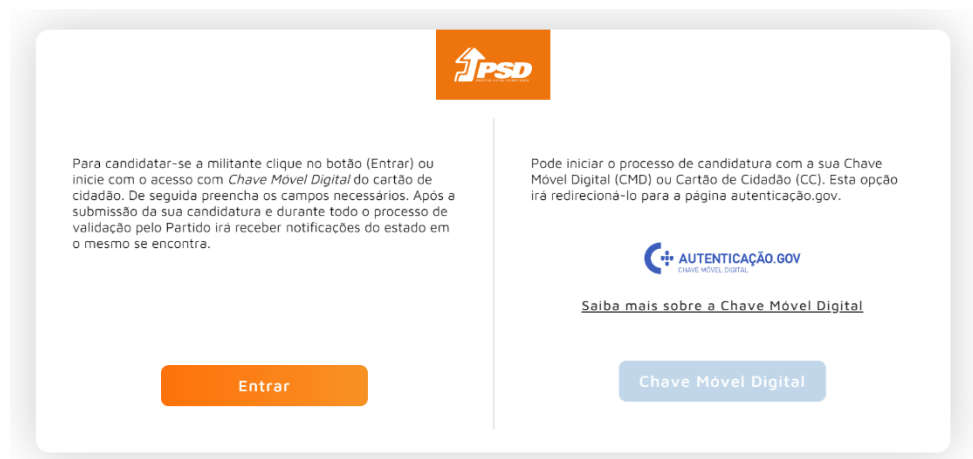 PSD
Para candidatar-se a militante clique no botão (Entrar) ou
inicie com o acesso com Chave Móvel Digital do cartão de
cidadão. De seguida preencha os campos necessários. Após a
submissão da sua candidatura e durante todo o processo de
validação pelo Partido irá receber notificações do estado em
o mesmo se encontra.
Entrar
Pode iniciar o processo de candidatura com a sua Chave
Móvel Digital (CMD) ou Cartão de Cidadão (CC). Esta opção
irá redirecioná-lo para a página autenticação.gov.
AUTENTICAÇÃO.GOV
CHAVE MÓVEL DIGITAL
Saiba mais sobre a Chave Móvel Digital
Chave Móvel Digital